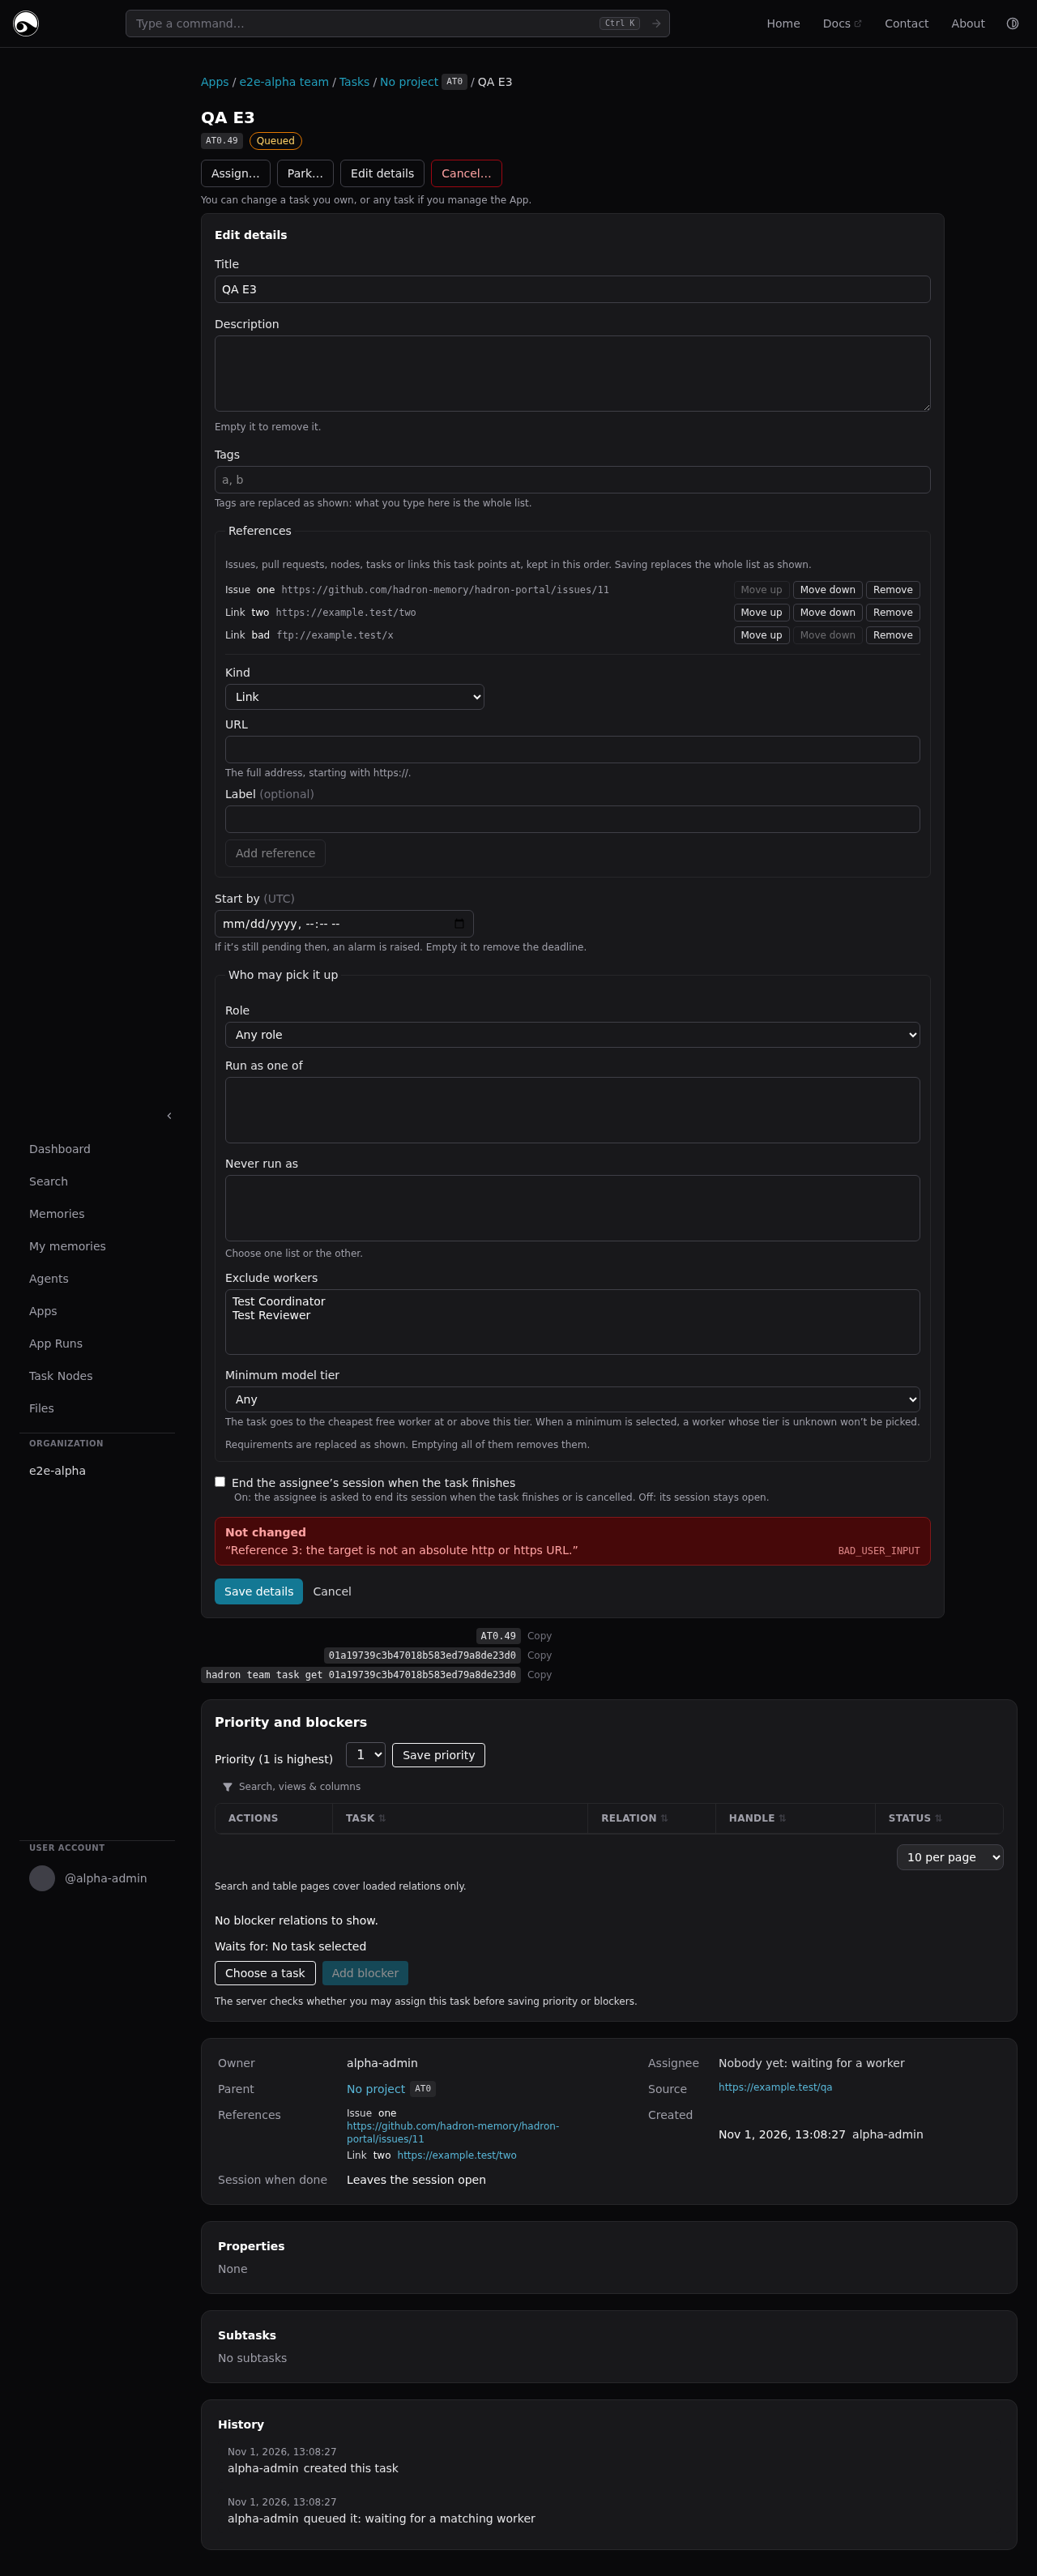 Type a command…
Ctrl K
Home
Docs
Contact
About
Apps / e2e-alpha team / Tasks / No project AT0 / QA E3
QA E3
AT0.49 Queued
Assign… Park… Edit details Cancel…
You can change a task you own, or any task if you manage the App.
Edit details
Title
QA E3
Description
Empty it to remove it.
Tags
a, b
Tags are replaced as shown: what you type here is the whole list.
References
Issues, pull requests, nodes, tasks or links this task points at, kept in this order. Saving replaces the whole list as shown.
Issue one https://github.com/hadron-memory/hadron-portal/issues/11 Move up Move down Remove
Link two https://example.test/two Move up Move down Remove
Link bad ftp://example.test/x Move up Move down Remove
Kind
Link
URL
The full address, starting with https://.
Label (optional)
Add reference
Start by (UTC)
mm/dd/yyyy, --:-- --
If it’s still pending then, an alarm is raised. Empty it to remove the deadline.
Who may pick it up
Role
Any role
Run as one of
Never run as
Choose one list or the other.
Exclude workers
Test Coordinator
Test Reviewer
Minimum model tier
Any
The task goes to the cheapest free worker at or above this tier. When a minimum is selected, a worker whose tier is unknown won’t be picked.
Requirements are replaced as shown. Emptying all of them removes them.
End the assignee’s session when the task finishes
On: the assignee is asked to end its session when the task finishes or is cancelled. Off: its session stays open.
Not changed
“Reference 3: the target is not an absolute http or https URL.” BAD_USER_INPUT
Save details Cancel
AT0.49 Copy
01a19739c3b47018b583ed79a8de23d0 Copy
hadron team task get 01a19739c3b47018b583ed79a8de23d0 Copy
Dashboard
Search
Memories
My memories
Agents
Apps
App Runs
Task Nodes
Files
ORGANIZATION
e2e-alpha
USER ACCOUNT
@alpha-admin
Priority and blockers
Priority (1 is highest) 1 Save priority
Search, views & columns
ACTIONS TASK RELATION HANDLE STATUS
10 per page
Search and table pages cover loaded relations only.
No blocker relations to show.
Waits for: No task selected
Choose a task Add blocker
The server checks whether you may assign this task before saving priority or blockers.
Owner alpha-admin
Assignee Nobody yet: waiting for a worker
Parent No project AT0
Source https://example.test/qa
References Issue one
https://github.com/hadron-memory/hadron-
portal/issues/11
Link two https://example.test/two
Created
Nov 1, 2026, 13:08:27 alpha-admin
Session when done Leaves the session open
Properties
None
Subtasks
No subtasks
History
Nov 1, 2026, 13:08:27
alpha-admin created this task
Nov 1, 2026, 13:08:27
alpha-admin queued it: waiting for a matching worker